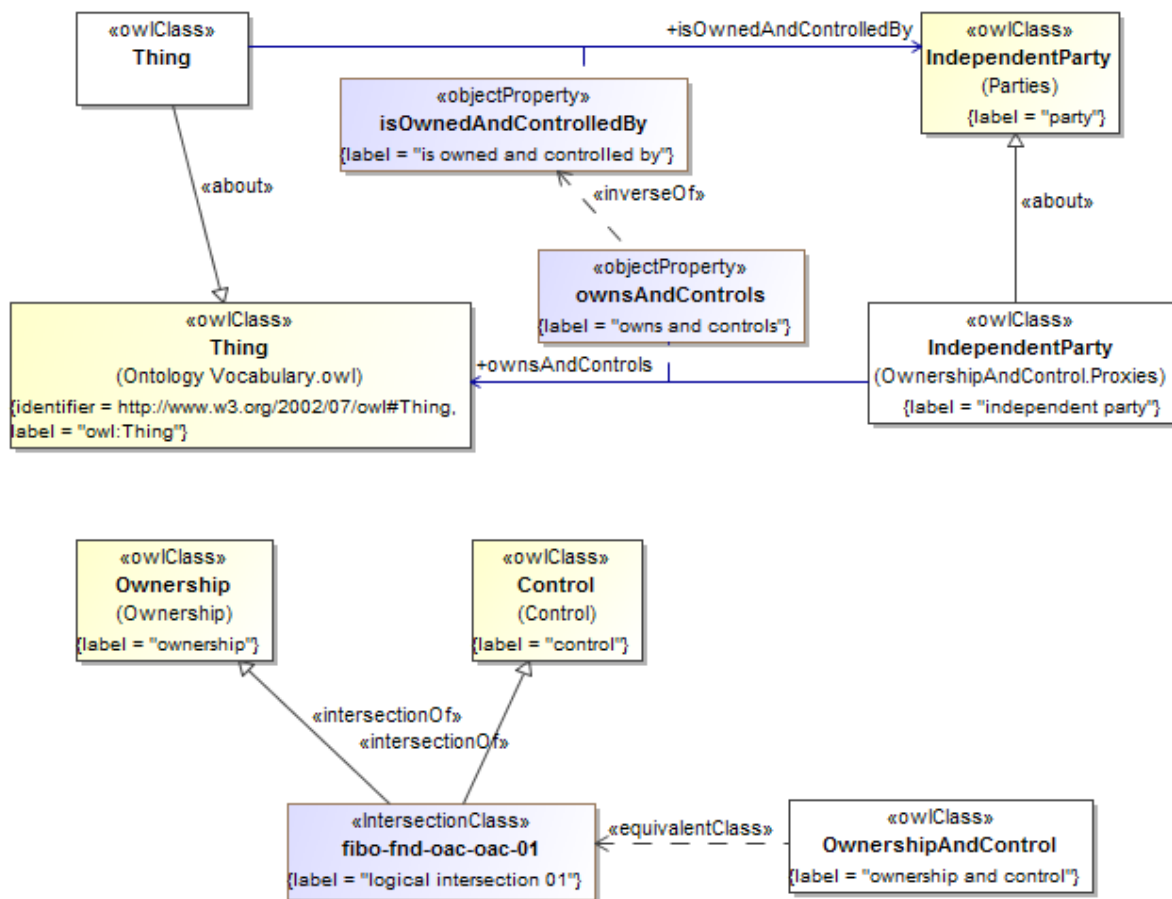 «owlClass»
Thing
+isOwnedAndControlledBy
«owlClass»
IndependentParty
(Parties)
{label = "party"}
«objectProperty»
isOwnedAndControlledBy
{label = "is owned and controlled by"}
«about»
«inverseOf»
«about»
«objectProperty»
ownsAndControls
{label = "owns and controls"}
«owlClass»
Thing
(Ontology Vocabulary.owl)
{identifier = http://www.w3.org/2002/07/owl#Thing,
label = "owl:Thing"}
+ownsAndControls
«owlClass»
IndependentParty
(OwnershipAndControl.Proxies)
{label = "independent party"}
«owlClass»
Ownership
(Ownership)
{label = "ownership"}
«owlClass»
Control
(Control)
{label = "control"}
«intersectionOf»
«intersectionOf»
«IntersectionClass»
fibo-fnd-oac-oac-01
{label = "logical intersection 01"}
«equivalentClass»
«owlClass»
OwnershipAndControl
{label = "ownership and control"}